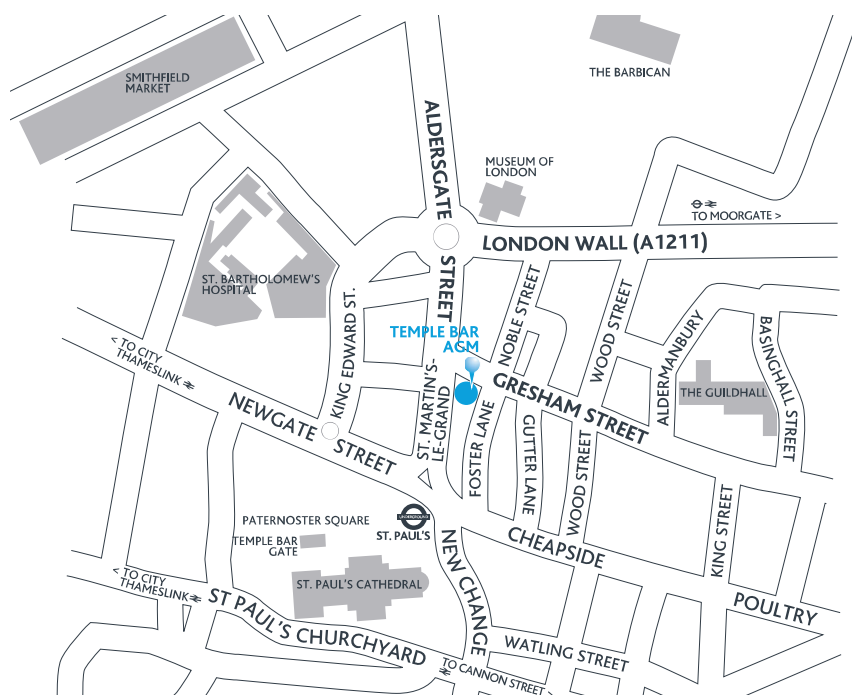 SMITHFIELD
MARKET
THE BARBICAN
ALDERSGATE
STREET
MUSEUM OF
LONDON
TO MOORGATE >
LONDON WALL (A1211)
ST. BARTHOLOMEW'S
HOSPITAL
KING EDWARD ST.
TEMPLE BAR
AGM
NOBLE STREET
WOOD STREET
ALDERMANBURY
BASINGHALL STREET
< TO CITY
THAMESLINK
THE GUILDHALL
GRESHAM STREET
ST. MARTIN'S-
LE-GRAND
FOSTER LANE
GUTTER LANE
WOOD STREET
NEWGATE
STREET
KING STREET
PATERNOSTER SQUARE
UNDERGROUND
ST. PAUL'S
TEMPLE BAR
GATE
NEW CHANGE
CHEAPSIDE
< TO CITY
THAMESLINK
ST. PAUL'S CATHEDRAL
ST PAUL'S CHURCHYARD
POULTRY
WATLING STREET
TO CANNON STREET